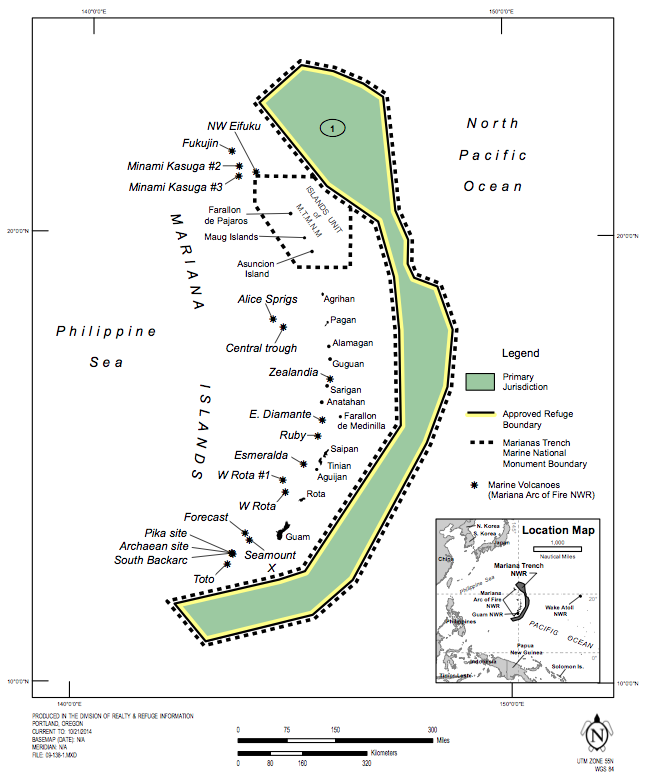 140°0'0"E
150°0'0"E
North
Pacific
Ocean
1
NW Eifuku
Fukujin
Minami Kasuga #2
Minami Kasuga #3
ISLANDS UNIT
of
M.T.M.N.M
Farallon
de Pajaros
Maug Islands
Asuncion
Island
20°0'0"N
20°0'0"N
MARIANA
ISLANDS
Philippine
Sea
Agrihan
Alice Sprigs
Pagan
Central trough
Alamagan
Guguan
Zealandia
Sarigan
Anatahan
E. Diamante
Farallon
de Medinilla
Ruby
Saipan
Esmeralda
Tinian
Aguijan
W Rota #1
W Rota
Rota
Forecast
Guam
Pika site
Archaean site
South Backarc
Seamount
X
Toto
Legend
Primary
Jurisdiction
Approved Refuge
Boundary
Marianas Trench
Marine National
Monument Boundary
Marine Volcanoes
(Mariana Arc of Fire NWR)
Location Map
1,000
Nautical Miles
N. Korea
S. Korea
Japan
China
Mariana Trench
NWR
Philippine Sea
Mariana
Arc of Fire
NWR
Guam NWR
Wake Atoll
NWR
20°
Philippines
PACIFIC OCEAN
Papua
New Guinea
0°
Indonesia
Solomon Is.
Timor Leste
10°0'0"N
10°0'0"N
140°0'0"E
150°0'0"E
PRODUCED IN THE DIVISION OF REALTY & REFUGE INFORMATION
PORTLAND, OREGON
CURRENT TO: 10/21/2014
BASEMAP (DATE): N/A
MERIDIAN: N/A
FILE: 09-138-1.MXD
0 75 150 300
Miles
Kilometers
0 80 160 320
N
UTM ZONE 55N
WGS 84